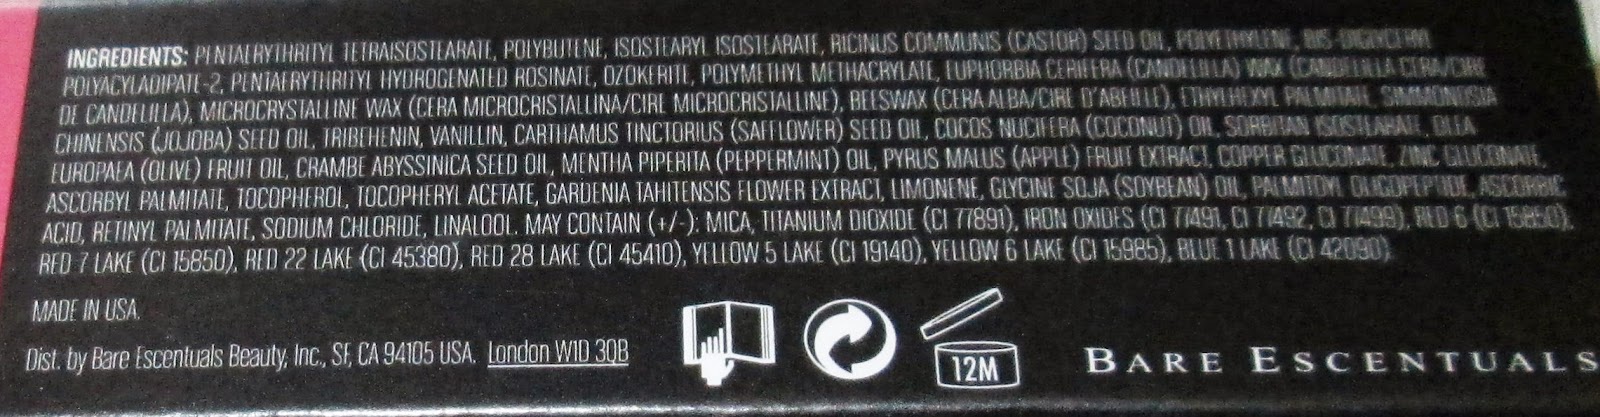 INGREDIENTS: PENTAERYTHRITYL TETRAISOSTEARATE, POLYBUTENE, ISOSTEARYL ISOSTEARATE, RICINUS COMMUNIS (CASTOR) SEED OIL, POLYETHYLENE, BIS-DIGLYCERYL
POLYACYLADIPATE-2, PENTAERYTHRITYL HYDROGENATED ROSINATE, OZOKERITE, POLYMETHYL METHACRYLATE, EUPHORBIA CERIFERA (CANDELILLA) WAX (CANDELILLA CERA/CIRE
DE CANDELILLA), MICROCRYSTALLINE WAX (CERA MICROCRISTALLINA/CIRE MICROCRISTALLINE), BEESWAX (CERA ALBA/CIRE D'ABEILLE), ETHYLHEXYL PALMITATE, SIMMONDSIA
CHINENSIS (JOJOBA) SEED OIL, TRIBEHENIN, VANILLIN, CARTHAMUS TINCTORIUS (SAFFLOWER) SEED OIL, COCOS NUCIFERA (COCONUT) OIL, SORBITAN ISOSTEARATE, OLEA
EUROPAEA (OLIVE) FRUIT OIL, CRAMBE ABYSSINICA SEED OIL, MENTHA PIPERITA (PEPPERMINT) OIL, PYRUS MALUS (APPLE) FRUIT EXTRACT, COPPER GLUCONATE, ZINC GLUCONATE,
ASCORBYL PALMITATE, TOCOPHEROL, TOCOPHERYL ACETATE, GARDENIA TAHITENSIS FLOWER EXTRACT, LIMONENE, GLYCINE SOJA (SOYBEAN) OIL, PALMITOYL OLIGOPEPTIDE, ASCORBIC
ACID, RETINYL PALMITATE, SODIUM CHLORIDE, LINALOOL. MAY CONTAIN (+/-): MICA, TITANIUM DIOXIDE (CI 77891), IRON OXIDES (CI 77491, CI 77492, CI 77499), RED 6 (CI 15850),
RED 7 LAKE (CI 15850), RED 22 LAKE (CI 45380), RED 28 LAKE (CI 45410), YELLOW 5 LAKE (CI 19140), YELLOW 6 LAKE (CI 15985), BLUE 1 LAKE (CI 42090)
MADE IN USA.
Dist. by Bare Escentuals Beauty, Inc., SF, CA 94105 USA. London W1D 3QB
12M
BARE ESCENTUALS